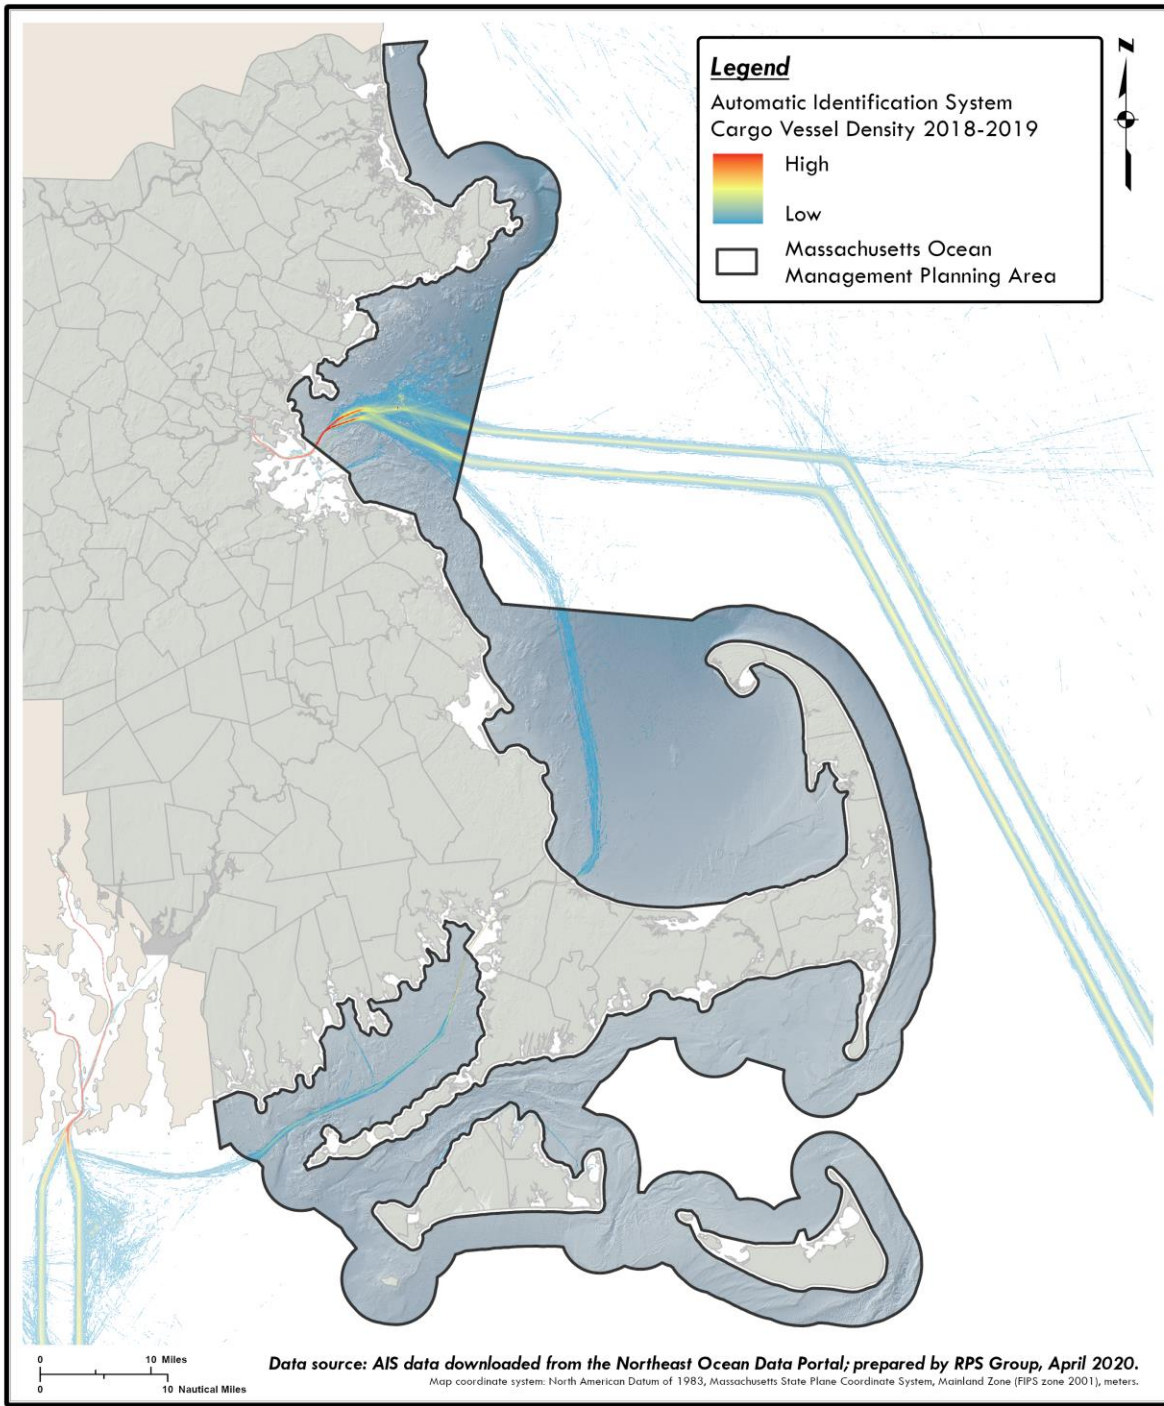 Legend
Automatic Identification System
Cargo Vessel Density 2018-2019
High
Low
Massachusetts Ocean
Management Planning Area
N
0 10 Miles
0 10 Nautical Miles
Data source: AIS data downloaded from the Northeast Ocean Data Portal; prepared by RPS Group, April 2020.
Map coordinate system: North American Datum of 1983, Massachusetts State Plane Coordinate System, Mainland Zone (FIPS zone 2001), meters.